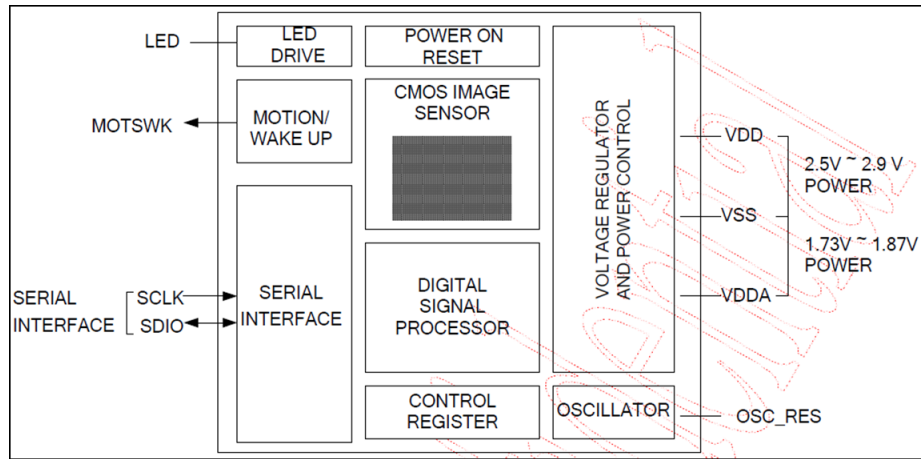 LED
LED
DRIVE
POWER ON
RESET
MOTSWK
MOTION/
WAKE UP
CMOS IMAGE
SENSOR
VOLTAGE REGULATOR
AND POWER CONTROL
VDD
2.5V ~ 2.9 V
POWER
VSS
1.73V ~ 1.87V
POWER
VDDA
SERIAL
INTERFACE
SCLK
SDIO
SERIAL
INTERFACE
DIGITAL
SIGNAL
PROCESSOR
CONTROL
REGISTER
OSCILLATOR
OSC_RES